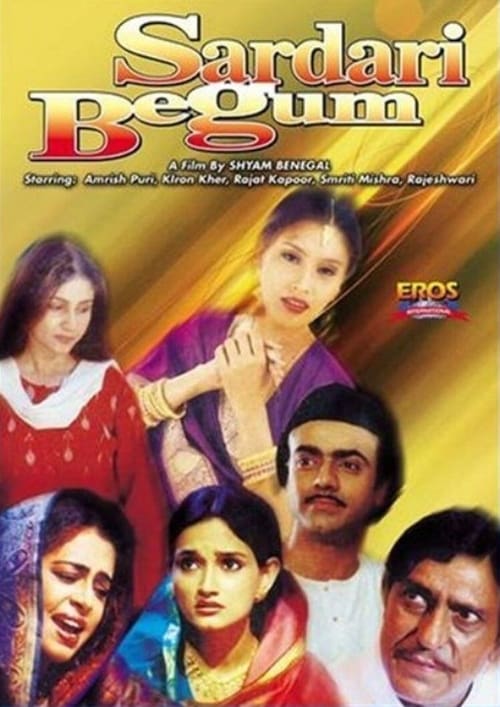 Sardari
Begum
A Film By SHYAM BENEGAL
Starring: Amrish Puri, KIron Kher, Rajat Kapoor, Smriti Mishra, Rajeshwari
EROS
INTERNATIONAL